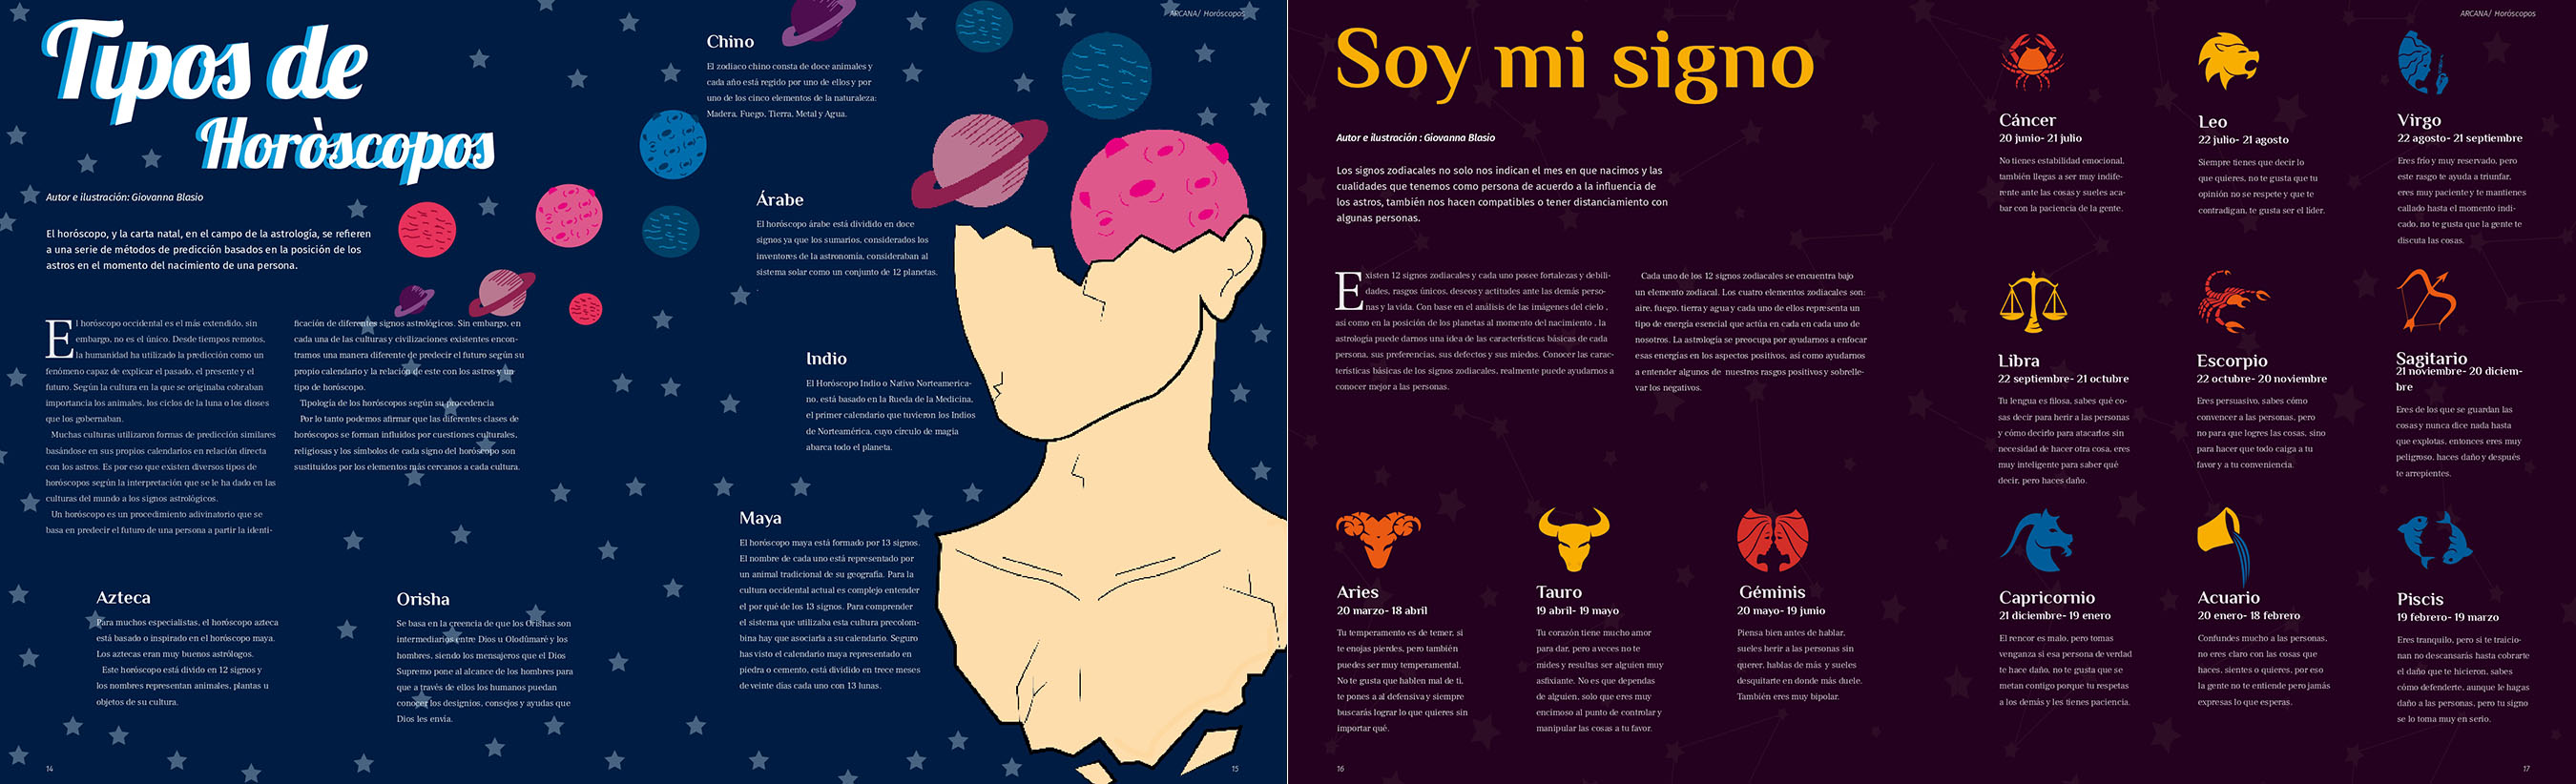 Tipos de
Horòscopos
Autor e ilustración: Giovanna Blasio
El horóscopo, y la carta natal, en el campo de la astrología, se refieren
a una serie de métodos de predicción basados en la posición de los
astros en el momento del nacimiento de una persona.
El horóscopo occidental es el más extendido, sin
embargo, no es el único. Desde tiempos remotos,
la humanidad ha utilizado la predicción como un
fenómeno capaz de explicar el pasado, el presente y el
futuro. Según la cultura en la que se originaba cobraban
importancia los animales, los ciclos de la luna o los dioses
que los gobernaban.
Muchas culturas utilizaron formas de predicción similares
basándose en sus propios calendarios en relación directa
con los astros. Es por eso que existen diversos tipos de
horóscopos según la interpretación que se le ha dado en las
culturas del mundo a los signos astrológicos.
Un horóscopo es un procedimiento adivinatorio que se
basa en predecir el futuro de una persona a partir la identi-
ficación de diferentes signos astrológicos. Sin embargo, en
cada una de las culturas y civilizaciones existentes encon-
tramos una manera diferente de predecir el futuro según su
propio calendario y la relación de este con los astros y un
tipo de horóscopo.
Tipología de los horóscopos según su procedencia
Por lo tanto podemos afirmar que las diferentes clases de
horóscopos se forman influidos por cuestiones culturales,
religiosas y los símbolos de cada signo del horóscopo son
sustituidos por los elementos más cercanos a cada cultura.
Azteca
Para muchos especialistas, el horóscopo azteca
está basado o inspirado en el horóscopo maya.
Los aztecas eran muy buenos astrólogos.
Este horóscopo está divido en 12 signos y
los nombres representan animales, plantas u
objetos de su cultura.
Orisha
Se basa en la creencia de que los Orishas son
intermediarios entre Dios u Olodûmaré y los
hombres, siendo los mensajeros que el Dios
Supremo pone al alcance de los hombres para
que a través de ellos los humanos puedan
conocer los designios, consejos y ayudas que
Dios les envía.
14
ARCANA/ Horóscopos
Chino
El zodiaco chino consta de doce animales y
cada año está regido por uno de ellos y por
uno de los cinco elementos de la naturaleza:
Madera, Fuego, Tierra, Metal y Agua.
Árabe
El horóscopo árabe está dividido en doce
signos ya que los sumarios, considerados los
inventores de la astronomía, consideraban al
sistema solar como un conjunto de 12 planetas.
.
Indio
El Horóscopo Indio o Nativo Norteamerica-
no, está basado en la Rueda de la Medicina,
el primer calendario que tuvieron los Indios
de Norteamérica, cuyo círculo de magia
abarca todo el planeta.
Maya
El horóscopo maya está formado por 13 signos.
El nombre de cada uno está representado por
un animal tradicional de su geografía. Para la
cultura occidental actual es complejo entender
el por qué de los 13 signos. Para comprender
el sistema que utilizaba esta cultura precolom-
bina hay que asociarla a su calendario. Seguro
has visto el calendario maya representado en
piedra o cemento, está dividido en trece meses
de veinte días cada uno con 13 lunas.
15
Soy mi signo
Autor e ilustración : Giovanna Blasio
Los signos zodiacales no solo nos indican el mes en que nacimos y las
cualidades que tenemos como persona de acuerdo a la influencia de
los astros, también nos hacen compatibles o tener distanciamiento con
algunas personas.
Existen 12 signos zodiacales y cada uno posee fortalezas y debili-
dades, rasgos únicos, deseos y actitudes ante las demás perso-
nas y la vida. Con base en el análisis de las imágenes del cielo ,
así como en la posición de los planetas al momento del nacimiento , la
astrología puede darnos una idea de las características básicas de cada
persona, sus preferencias, sus defectos y sus miedos. Conocer las carac-
terísticas básicas de los signos zodiacales, realmente puede ayudarnos a
conocer mejor a las personas.
Cada uno de los 12 signos zodiacales se encuentra bajo
un elemento zodiacal. Los cuatro elementos zodiacales son:
aire, fuego, tierra y agua y cada uno de ellos representa un
tipo de energía esencial que actúa en cada en cada uno de
nosotros. La astrología se preocupa por ayudarnos a enfocar
esas energías en los aspectos positivos, así como ayudarnos
a entender algunos de nuestros rasgos positivos y sobrelle-
var los negativos.
Aries
20 marzo- 18 abril
Tu temperamento es de temer, si
te enojas pierdes, pero también
puedes ser muy temperamental.
No te gusta que hablen mal de ti,
te pones a al defensiva y siempre
buscarás lograr lo que quieres sin
importar qué.
Tauro
19 abril- 19 mayo
Tu corazón tiene mucho amor
para dar, pero a veces no te
mides y resultas ser alguien muy
asfixiante. No es que dependas
de alguien, solo que eres muy
encimoso al punto de controlar y
manipular las cosas a tu favor.
Géminis
20 mayo- 19 junio
Piensa bien antes de hablar,
sueles herir a las personas sin
querer, hablas de más y sueles
desquitarte en donde más duele.
También eres muy bipolar.
16
ARCANA/ Horóscopos
Cáncer
20 junio- 21 julio
No tienes estabilidad emocional,
también llegas a ser muy indife-
rente ante las cosas y sueles aca-
bar con la paciencia de la gente.
Leo
22 julio- 21 agosto
Siempre tienes que decir lo
que quieres, no te gusta que tu
opinión no se respete y que te
contradigan, te gusta ser el líder.
Virgo
22 agosto- 21 septiembre
Eres frío y muy reservado, pero
este rasgo te ayuda a triunfar,
eres muy paciente y te mantienes
callado hasta el momento indi-
cado, no te gusta que la gente te
discuta las cosas.
Libra
22 septiembre- 21 octubre
Tu lengua es filosa, sabes qué co-
sas decir para herir a las personas
y cómo decirlo para atacarlos sin
necesidad de hacer otra cosa, eres
muy inteligente para saber qué
decir, pero haces daño.
Escorpio
22 octubre- 20 noviembre
Eres persuasivo, sabes cómo
convencer a las personas, pero
no para que logres las cosas, sino
para hacer que todo caiga a tu
favor y a tu conveniencia.
Sagitario
21 noviembre- 20 diciem-
bre
Eres de los que se guardan las
cosas y nunca dice nada hasta
que explotas, entonces eres muy
peligroso, haces daño y después
te arrepientes.
Capricornio
21 diciembre- 19 enero
El rencor es malo, pero tomas
venganza si esa persona de verdad
te hace daño, no te gusta que se
metan contigo porque tu respetas
a los demás y les tienes paciencia.
Acuario
20 enero- 18 febrero
Confundes mucho a las personas,
no eres claro con las cosas que
haces, sientes o quieres, por eso
la gente no te entiende pero jamás
expresas lo que esperas.
Piscis
19 febrero- 19 marzo
Eres tranquilo, pero si te traicio-
nan no descansarás hasta cobrarte
el daño que te hicieron, sabes
cómo defenderte, aunque le hagas
daño a las personas, pero tu signo
se lo toma muy en serio.
17